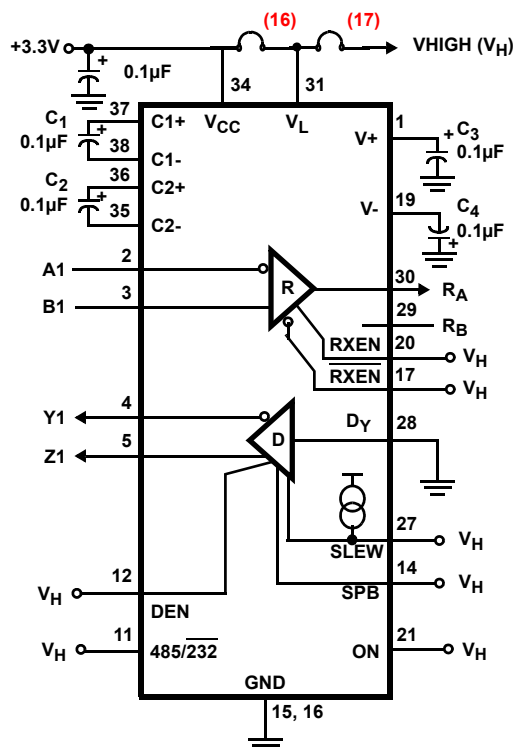 (16) (17)
+3.3V VHIGH (VH)
+ 0.1µF
34 31
C1 37 C1+ VCC VL 1
+ 0.1µF V+ + C3
38 C1- 0.1µF
C2 36 C2+
+ 0.1µF 19
35 C2- V- C4
0.1µF
+
A1 2 30 RA
R
B1 3 29 RB
RXEN 20 VH
RXEN 17 VH
Y1 4 DY 28
D
Z1 5
27 VH
SLEW
14 VH
SPB
VH 12
DEN
VH 11 21 VH
485/232 ON
GND
15, 16